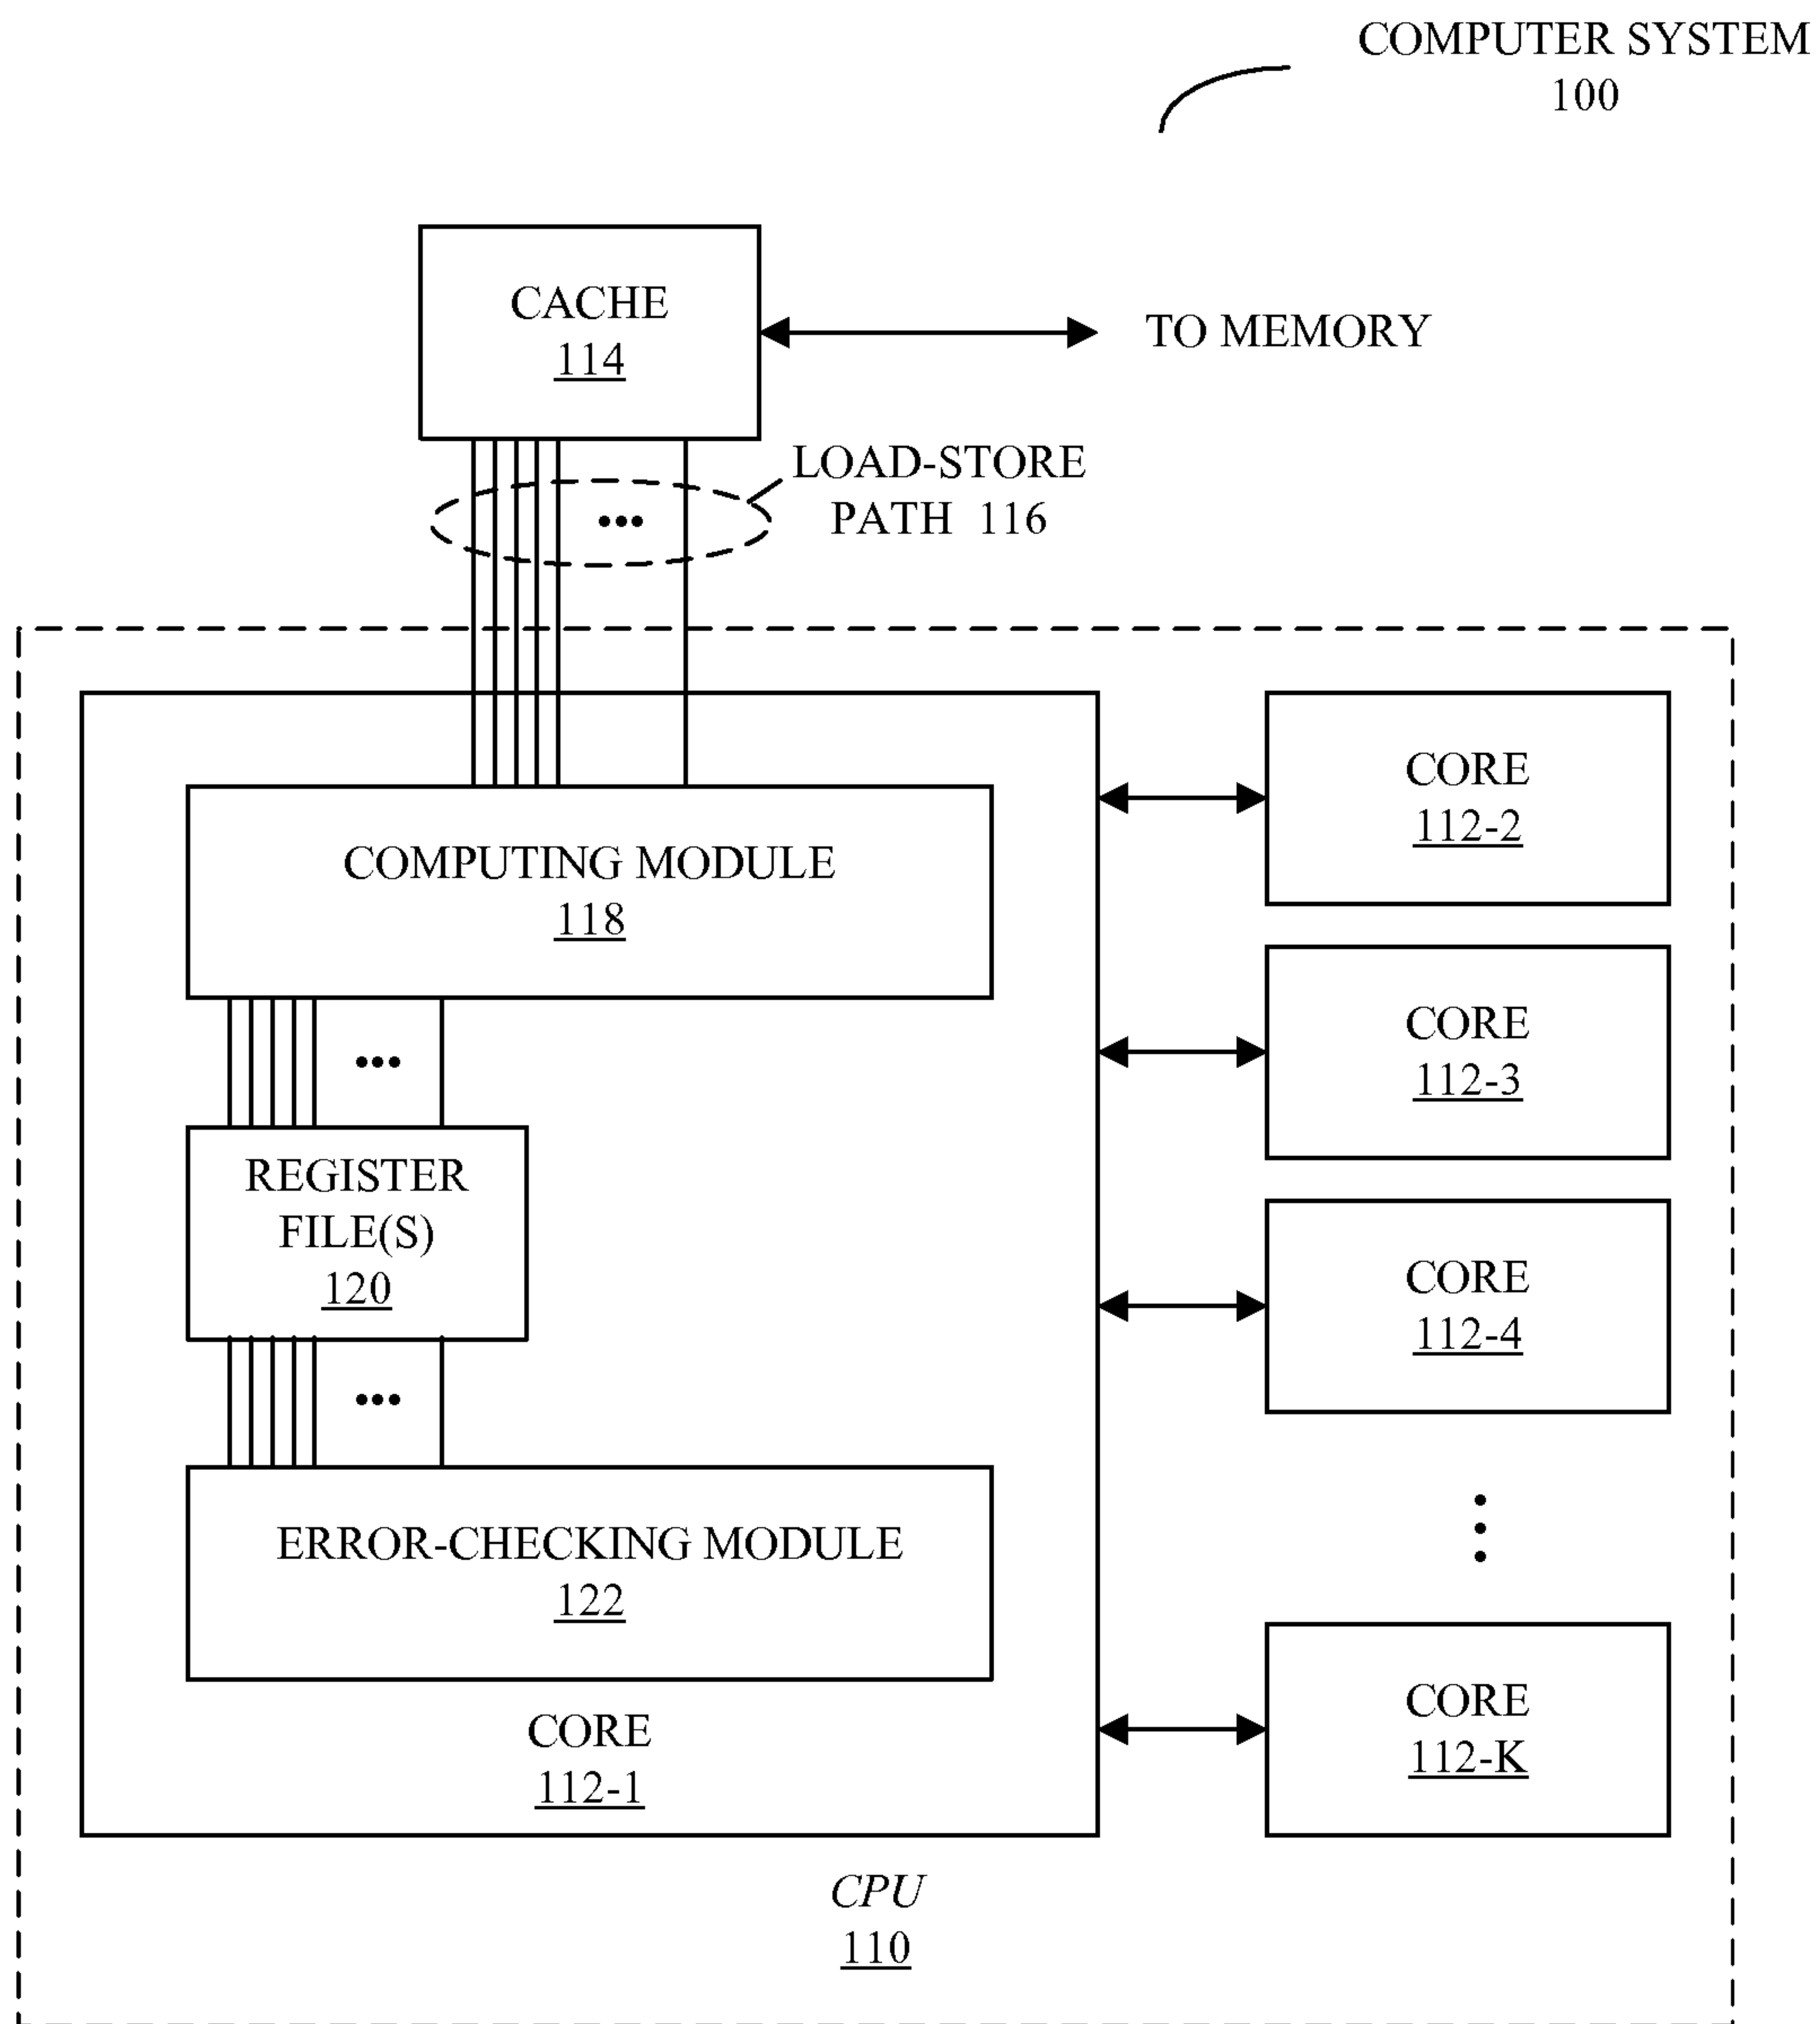 COMPUTER SYSTEM
100
CACHE
114
TO MEMORY
LOAD-STORE
PATH 116
COMPUTING MODULE
118
REGISTER
FILE(S)
120
ERROR-CHECKING MODULE
122
CORE
112-1
CORE
112-2
CORE
112-3
CORE
112-4
CORE
112-K
CPU
110